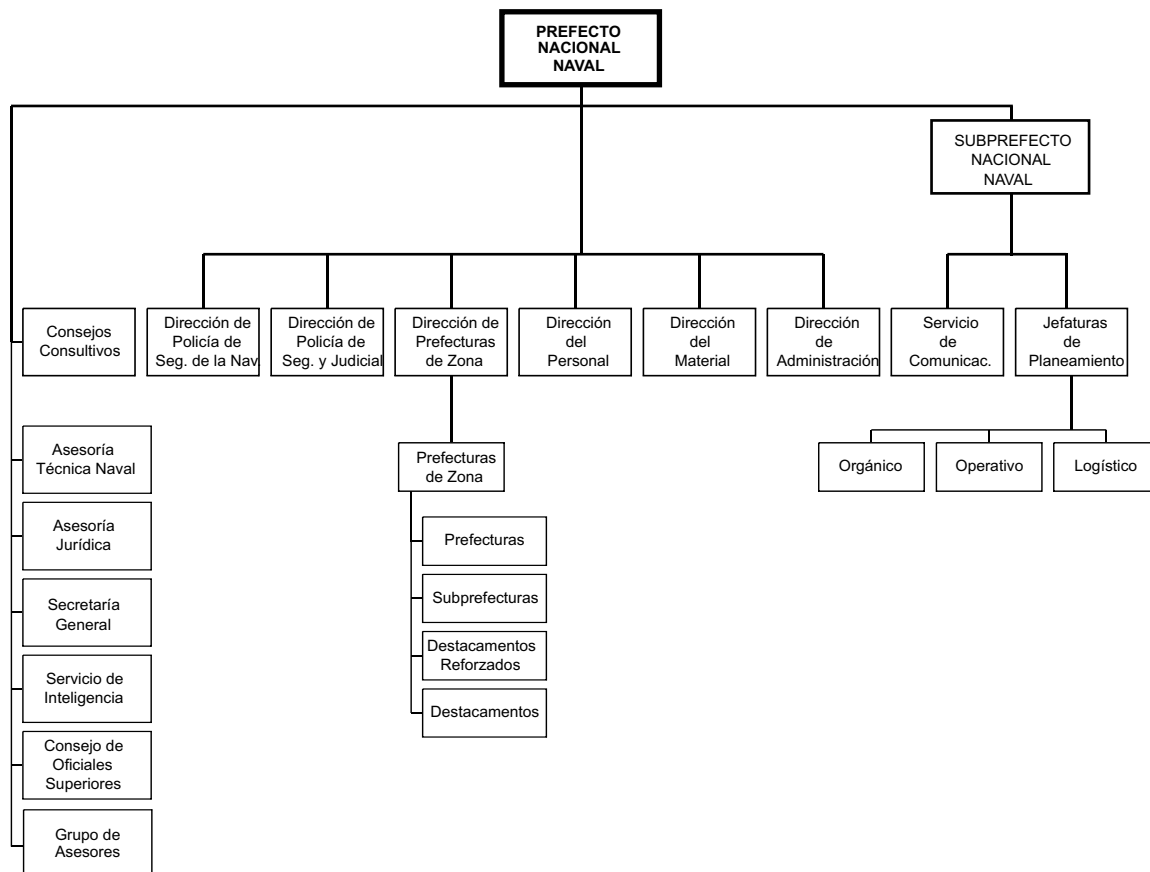 PREFECTO
NACIONAL
NAVAL
SUBPREFECTO
NACIONAL
NAVAL
Consejos
Consultivos
Dirección de
Policía de
Seg. de la Nav.
Dirección de
Policía de
Seg. y Judicial
Dirección de
Prefecturas
de Zona
Dirección
del
Personal
Dirección
del
Material
Dirección
de
Administración
Servicio
de
Comunicac.
Jefaturas
de
Planeamiento
Asesoría
Técnica Naval
Asesoría
Jurídica
Secretaría
General
Servicio de
Inteligencia
Consejo de
Oficiales
Superiores
Grupo de
Asesores
Prefecturas
de Zona
Prefecturas
Subprefecturas
Destacamentos
Reforzados
Destacamentos
Orgánico
Operativo
Logístico